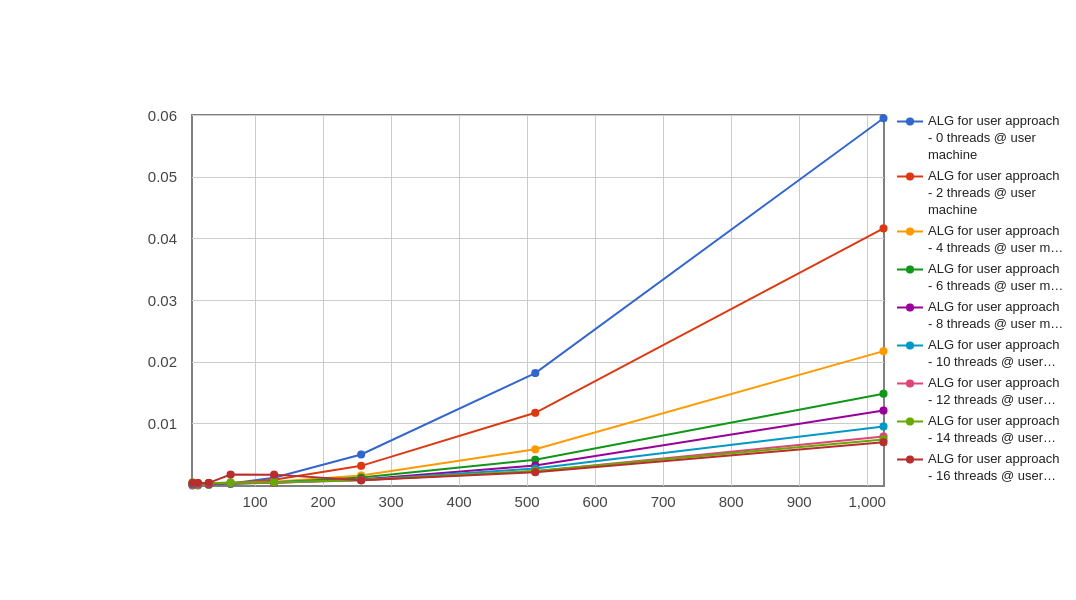 0.06
0.05
0.04
0.03
0.02
0.01
100 200 300 400 500 600 700 800 900 1,000
ALG for user approach
- 0 threads @ user
machine
ALG for user approach
- 2 threads @ user
machine
ALG for user approach
- 4 threads @ user m…
ALG for user approach
- 6 threads @ user m…
ALG for user approach
- 8 threads @ user m…
ALG for user approach
- 10 threads @ user…
ALG for user approach
- 12 threads @ user…
ALG for user approach
- 14 threads @ user…
ALG for user approach
- 16 threads @ user…